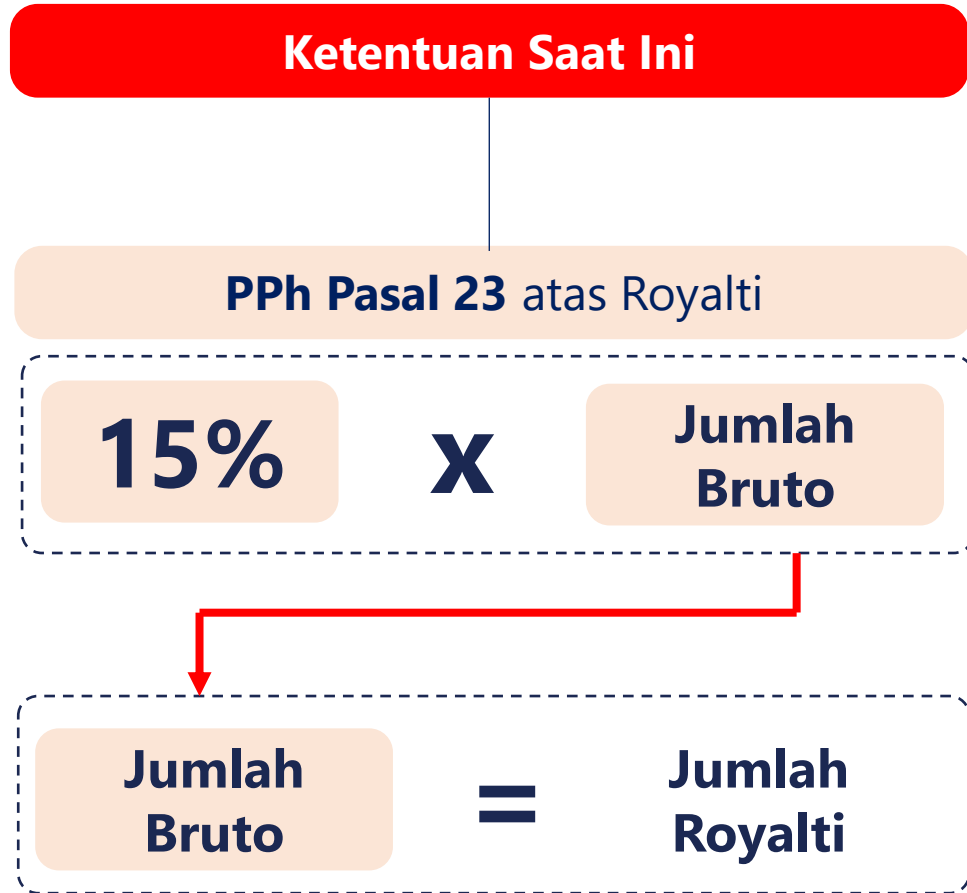 Ketentuan Saat Ini
PPh Pasal 23 atas Royalti
15% x Jumlah
Bruto
Jumlah
Bruto
=
Jumlah
Royalti